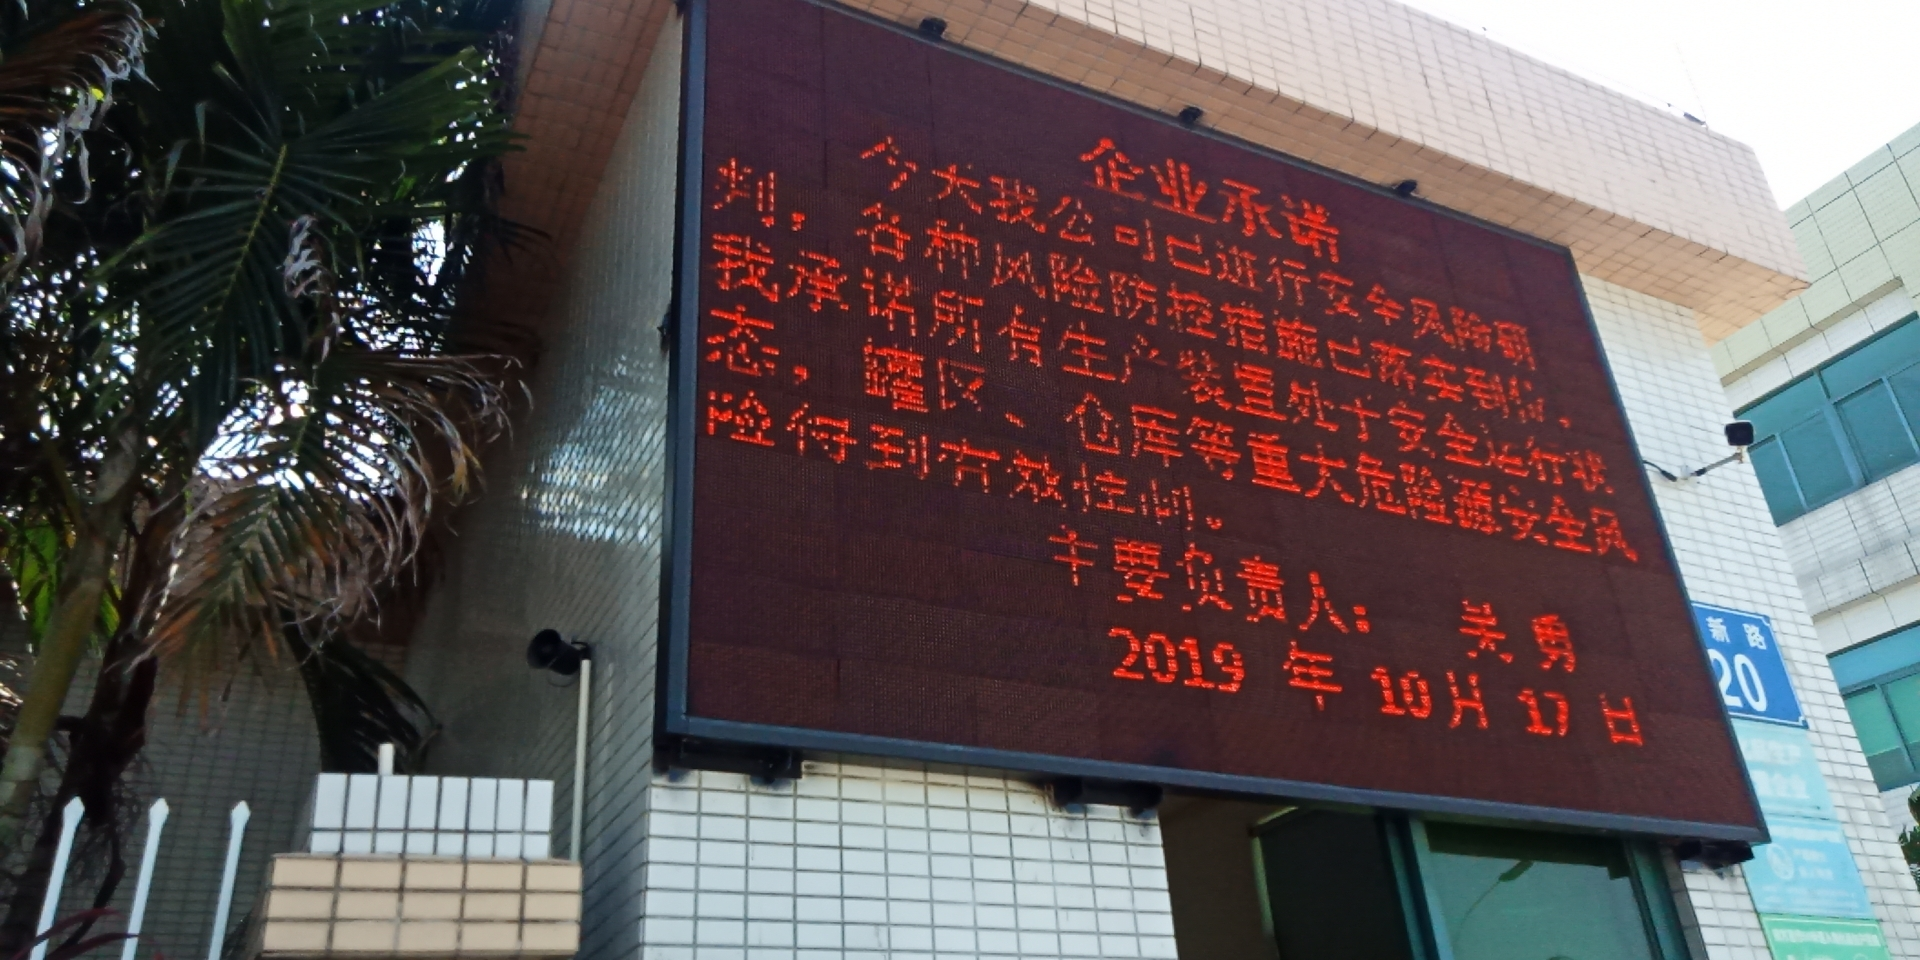 企业承诺
今天我公司已进行安全风险研
判，各种风险防控措施已落实到位，
我承诺所有生产装置处于安全运行状
态，罐区、仓库等重大危险源安全风
险得到有效控制。
主要负责人： 关勇
2019 年 10月 17 日
新路
20